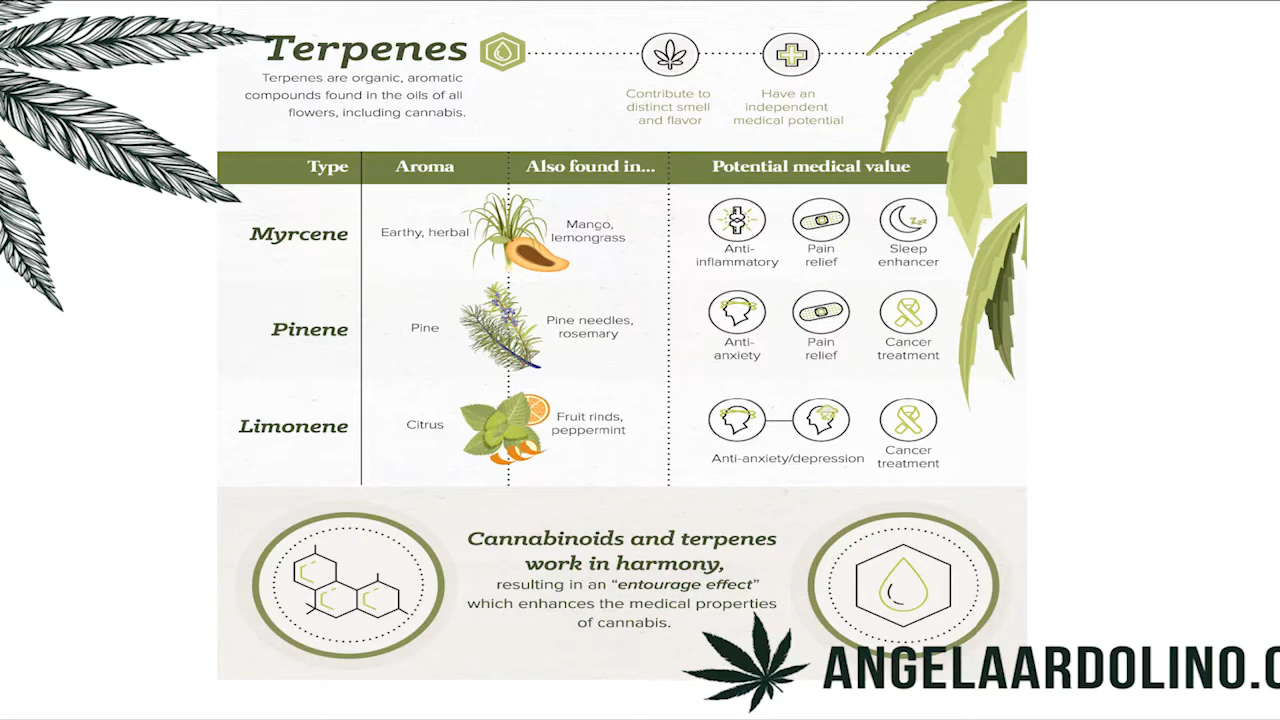 Terpenes
Terpenes are organic, aromatic
compounds found in the oils of all
flowers, including cannabis.
Contribute to
distinct smell
and flavor
Have an
independent
medical potential
Type Aroma Also found in... Potential medical value
Myrcene
Earthy, herbal
Mango,
lemongrass
Anti-
inflammatory
Pain
relief
Sleep
enhancer
zzz
Pinene
Pine
Pine needles,
rosemary
Anti-
anxiety
Pain
relief
Cancer
treatment
Limonene
Citrus
Fruit rinds,
peppermint
Anti-anxiety/depression
Cancer
treatment
Cannabinoids and terpenes
work in harmony,
resulting in an “entourage effect”
which enhances the medical properties
of cannabis.
ANGELAARDOLINO.C